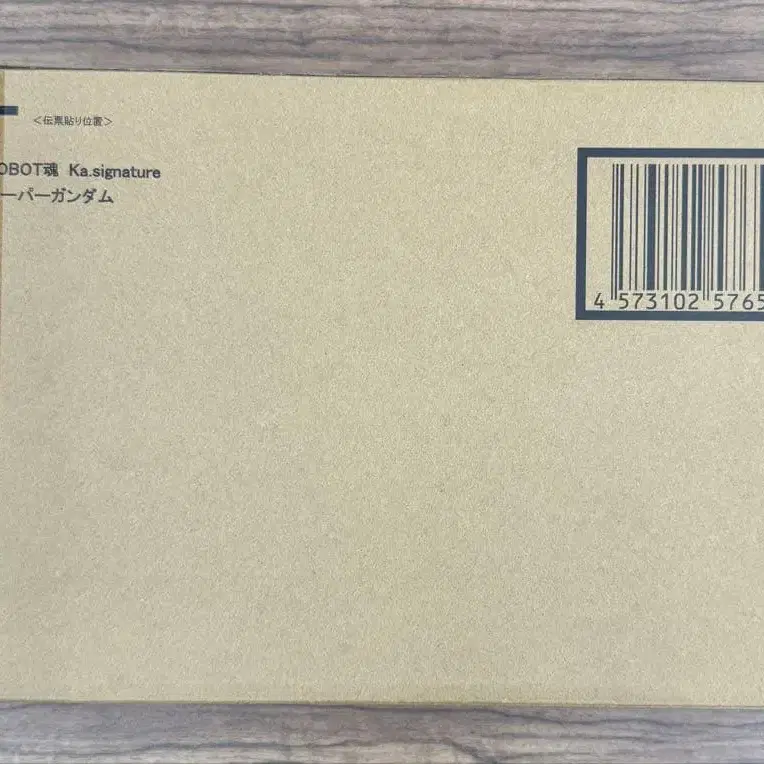 ＜伝票貼り位置＞
OBOT魂 Ka.signature
ーパーガンダム
4 573102 5765